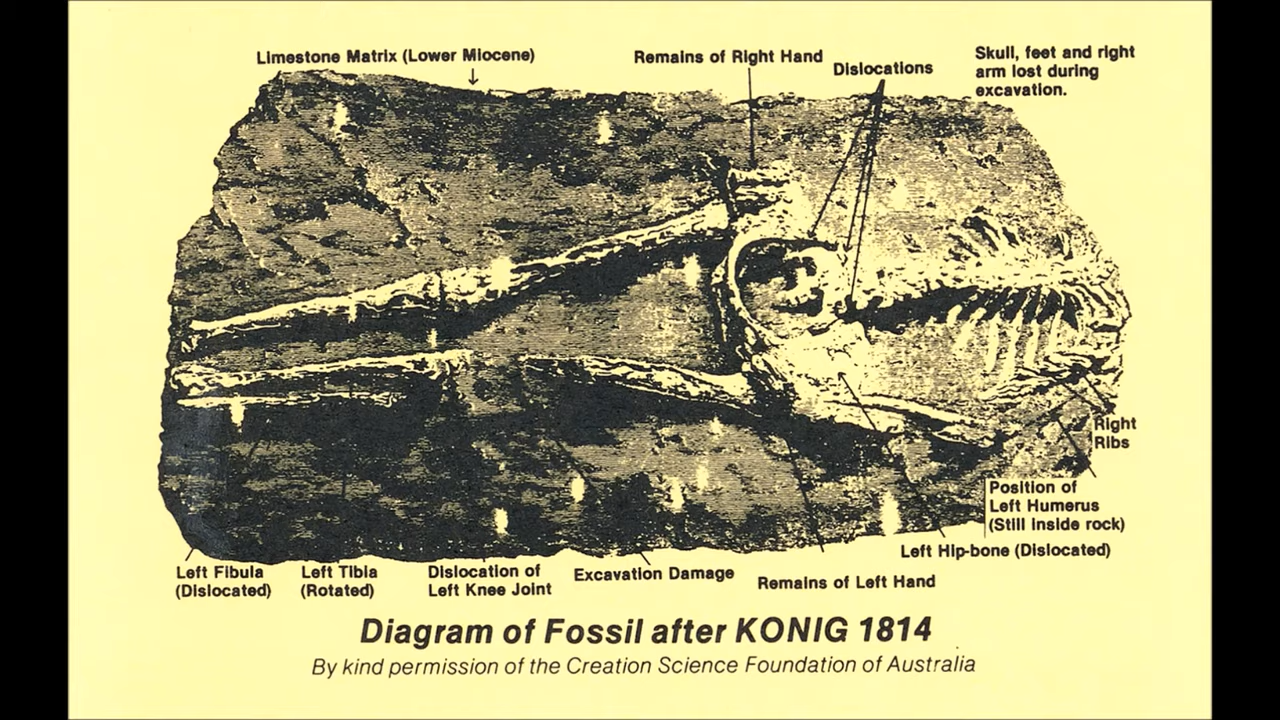 Limestone Matrix (Lower Miocene)
Remains of Right Hand
Dislocations
Skull, feet and right
arm lost during
excavation.
Right
Ribs
Position of
Left Humerus
(Still inside rock)
Left Hip-bone (Dislocated)
Left Fibula
(Dislocated)
Left Tibia
(Rotated)
Dislocation of
Left Knee Joint
Excavation Damage
Remains of Left Hand
Diagram of Fossil after KONIG 1814
By kind permission of the Creation Science Foundation of Australia